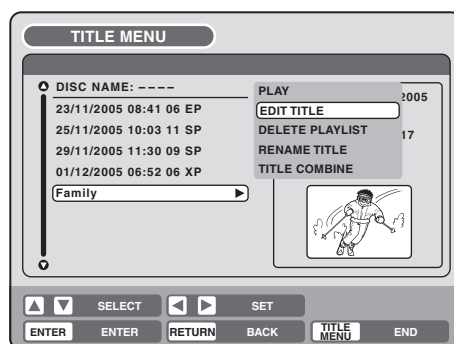 TITLE MENU
DISC NAME: ----
23/11/2005 08:41 06 EP
25/11/2005 10:03 11 SP
29/11/2005 11:30 09 SP
01/12/2005 06:52 06 XP
Family
PLAY
EDIT TITLE
DELETE PLAYLIST
RENAME TITLE
TITLE COMBINE
2005
17
SELECT SET
ENTER ENTER RETURN BACK TITLE MENU END